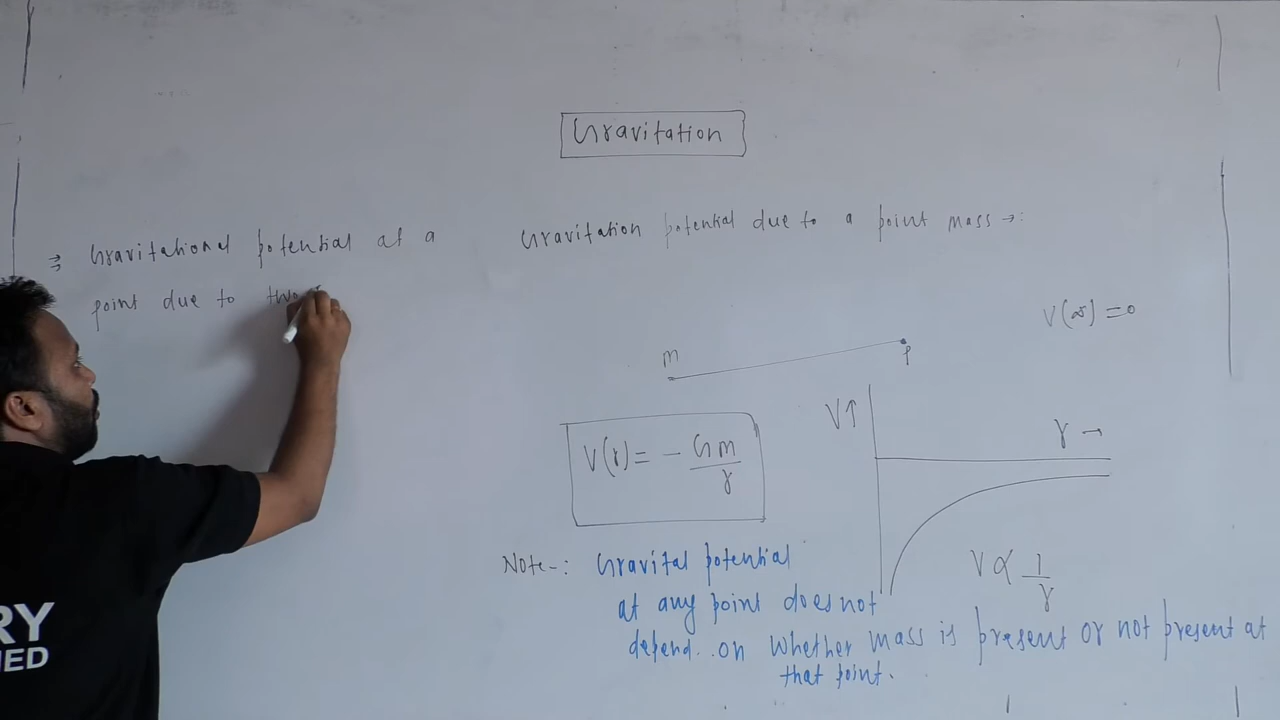 Gravitation
⇒ Gravitational potential at a
point due to two
Gravitation potential due to a point mass →:
V(∞) = 0
m
P
V↑
r →
V(r) = - Gm/r
V ∝ 1/r
Note-: Gravital potential
at any point does not
depend.. on whether mass is present or not present at
that point.
RY
IED